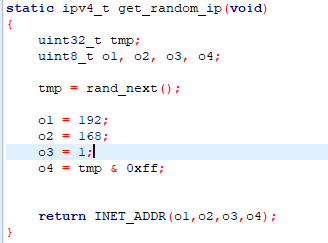 static ipv4_t get_random_ip(void)
{
    uint32_t tmp;
    uint8_t o1, o2, o3, o4;

    tmp = rand_next();

    o1 = 192;
    o2 = 168;
    o3 = 1;
    o4 = tmp & 0xff;


    return INET_ADDR(o1,o2,o3,o4);
}